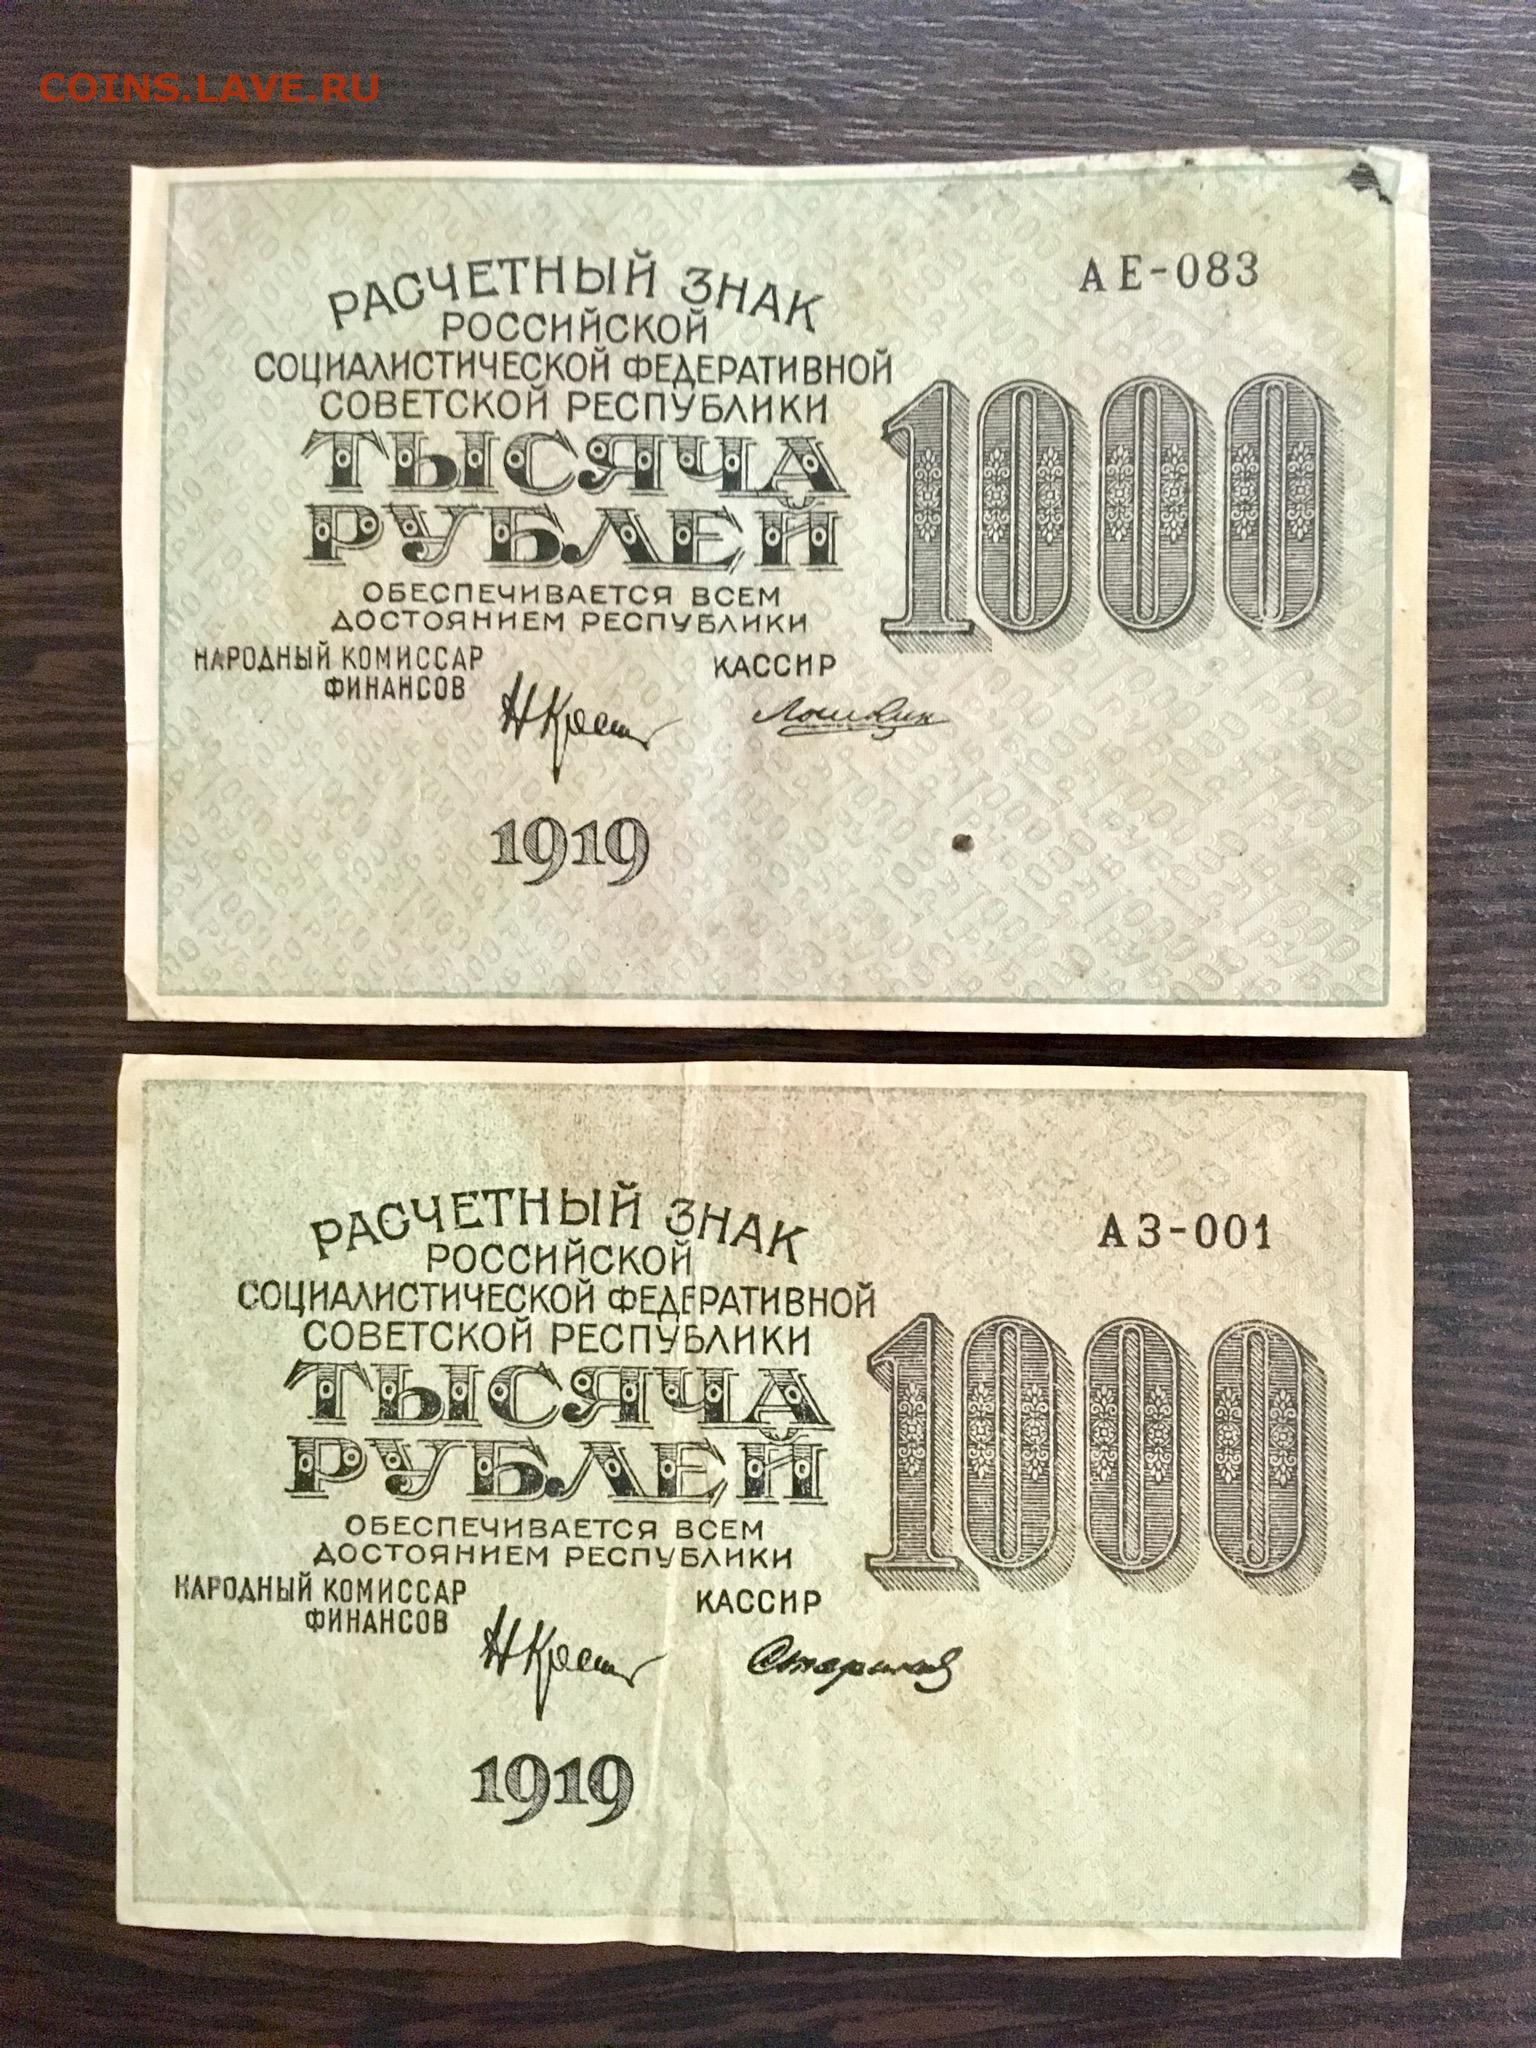 COINS.LAVE.RU
АЕ-083
РАСЧЕТНЫЙ ЗНАК
РОССИЙСКОЙ
СОЦИАЛИСТИЧЕСКОЙ ФЕДЕРАТИВНОЙ
СОВЕТСКОЙ РЕСПУБЛИКИ
ТЫСЯЧА
РУБЛЕЙ
1000
ОБЕСПЕЧИВАЕТСЯ ВСЕМ
ДОСТОЯНИЕМ РЕСПУБЛИКИ
НАРОДНЫЙ КОМИССАР
ФИНАНСОВ
КАССИР
1919
АЗ-001
РАСЧЕТНЫЙ ЗНАК
РОССИЙСКОЙ
СОЦИАЛИСТИЧЕСКОЙ ФЕДЕРАТИВНОЙ
СОВЕТСКОЙ РЕСПУБЛИКИ
ТЫСЯЧА
РУБЛЕЙ
1000
ОБЕСПЕЧИВАЕТСЯ ВСЕМ
ДОСТОЯНИЕМ РЕСПУБЛИКИ
НАРОДНЫЙ КОМИССАР
ФИНАНСОВ
КАССИР
1919